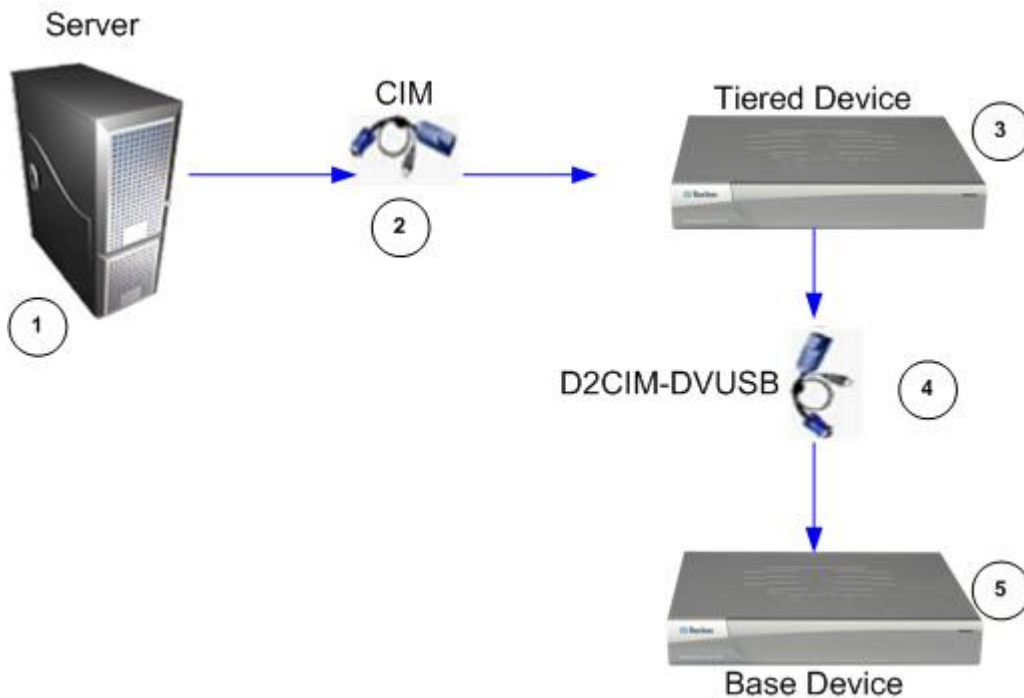 Server
CIM
Tiered Device
3
2
1
D2CIM-DVUSB
4
5
Base Device